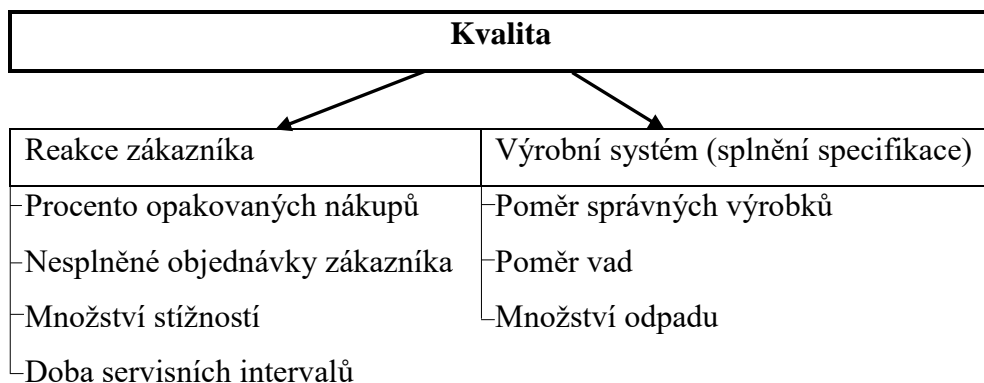 Kvalita
Reakce zákazníka
Výrobní systém (splnění specifikace)
Procento opakovaných nákupů
Nesplněné objednávky zákazníka
Množství stížností
Doba servisních intervalů
Poměr správných výrobků
Poměr vad
Množství odpadu